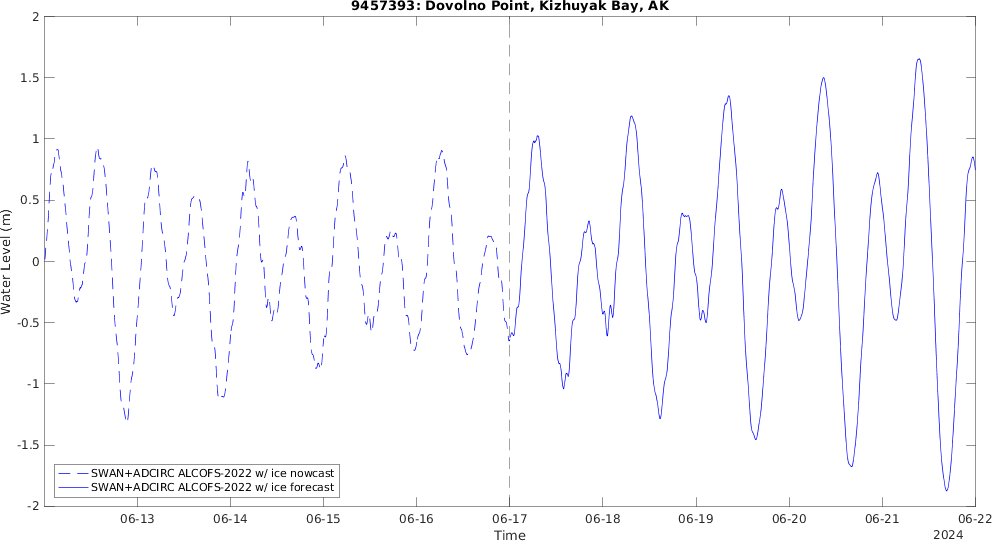 9457393: Dovolno Point, Kizhuyak Bay, AK
2
1.5
1
0.5
0
-0.5
-1
-1.5
-2
Water Level (m)
SWAN+ADCIRC ALCOFS-2022 w/ ice nowcast
SWAN+ADCIRC ALCOFS-2022 w/ ice forecast
06-13 06-14 06-15 06-16 06-17 06-18 06-19 06-20 06-21 06-22
Time
2024